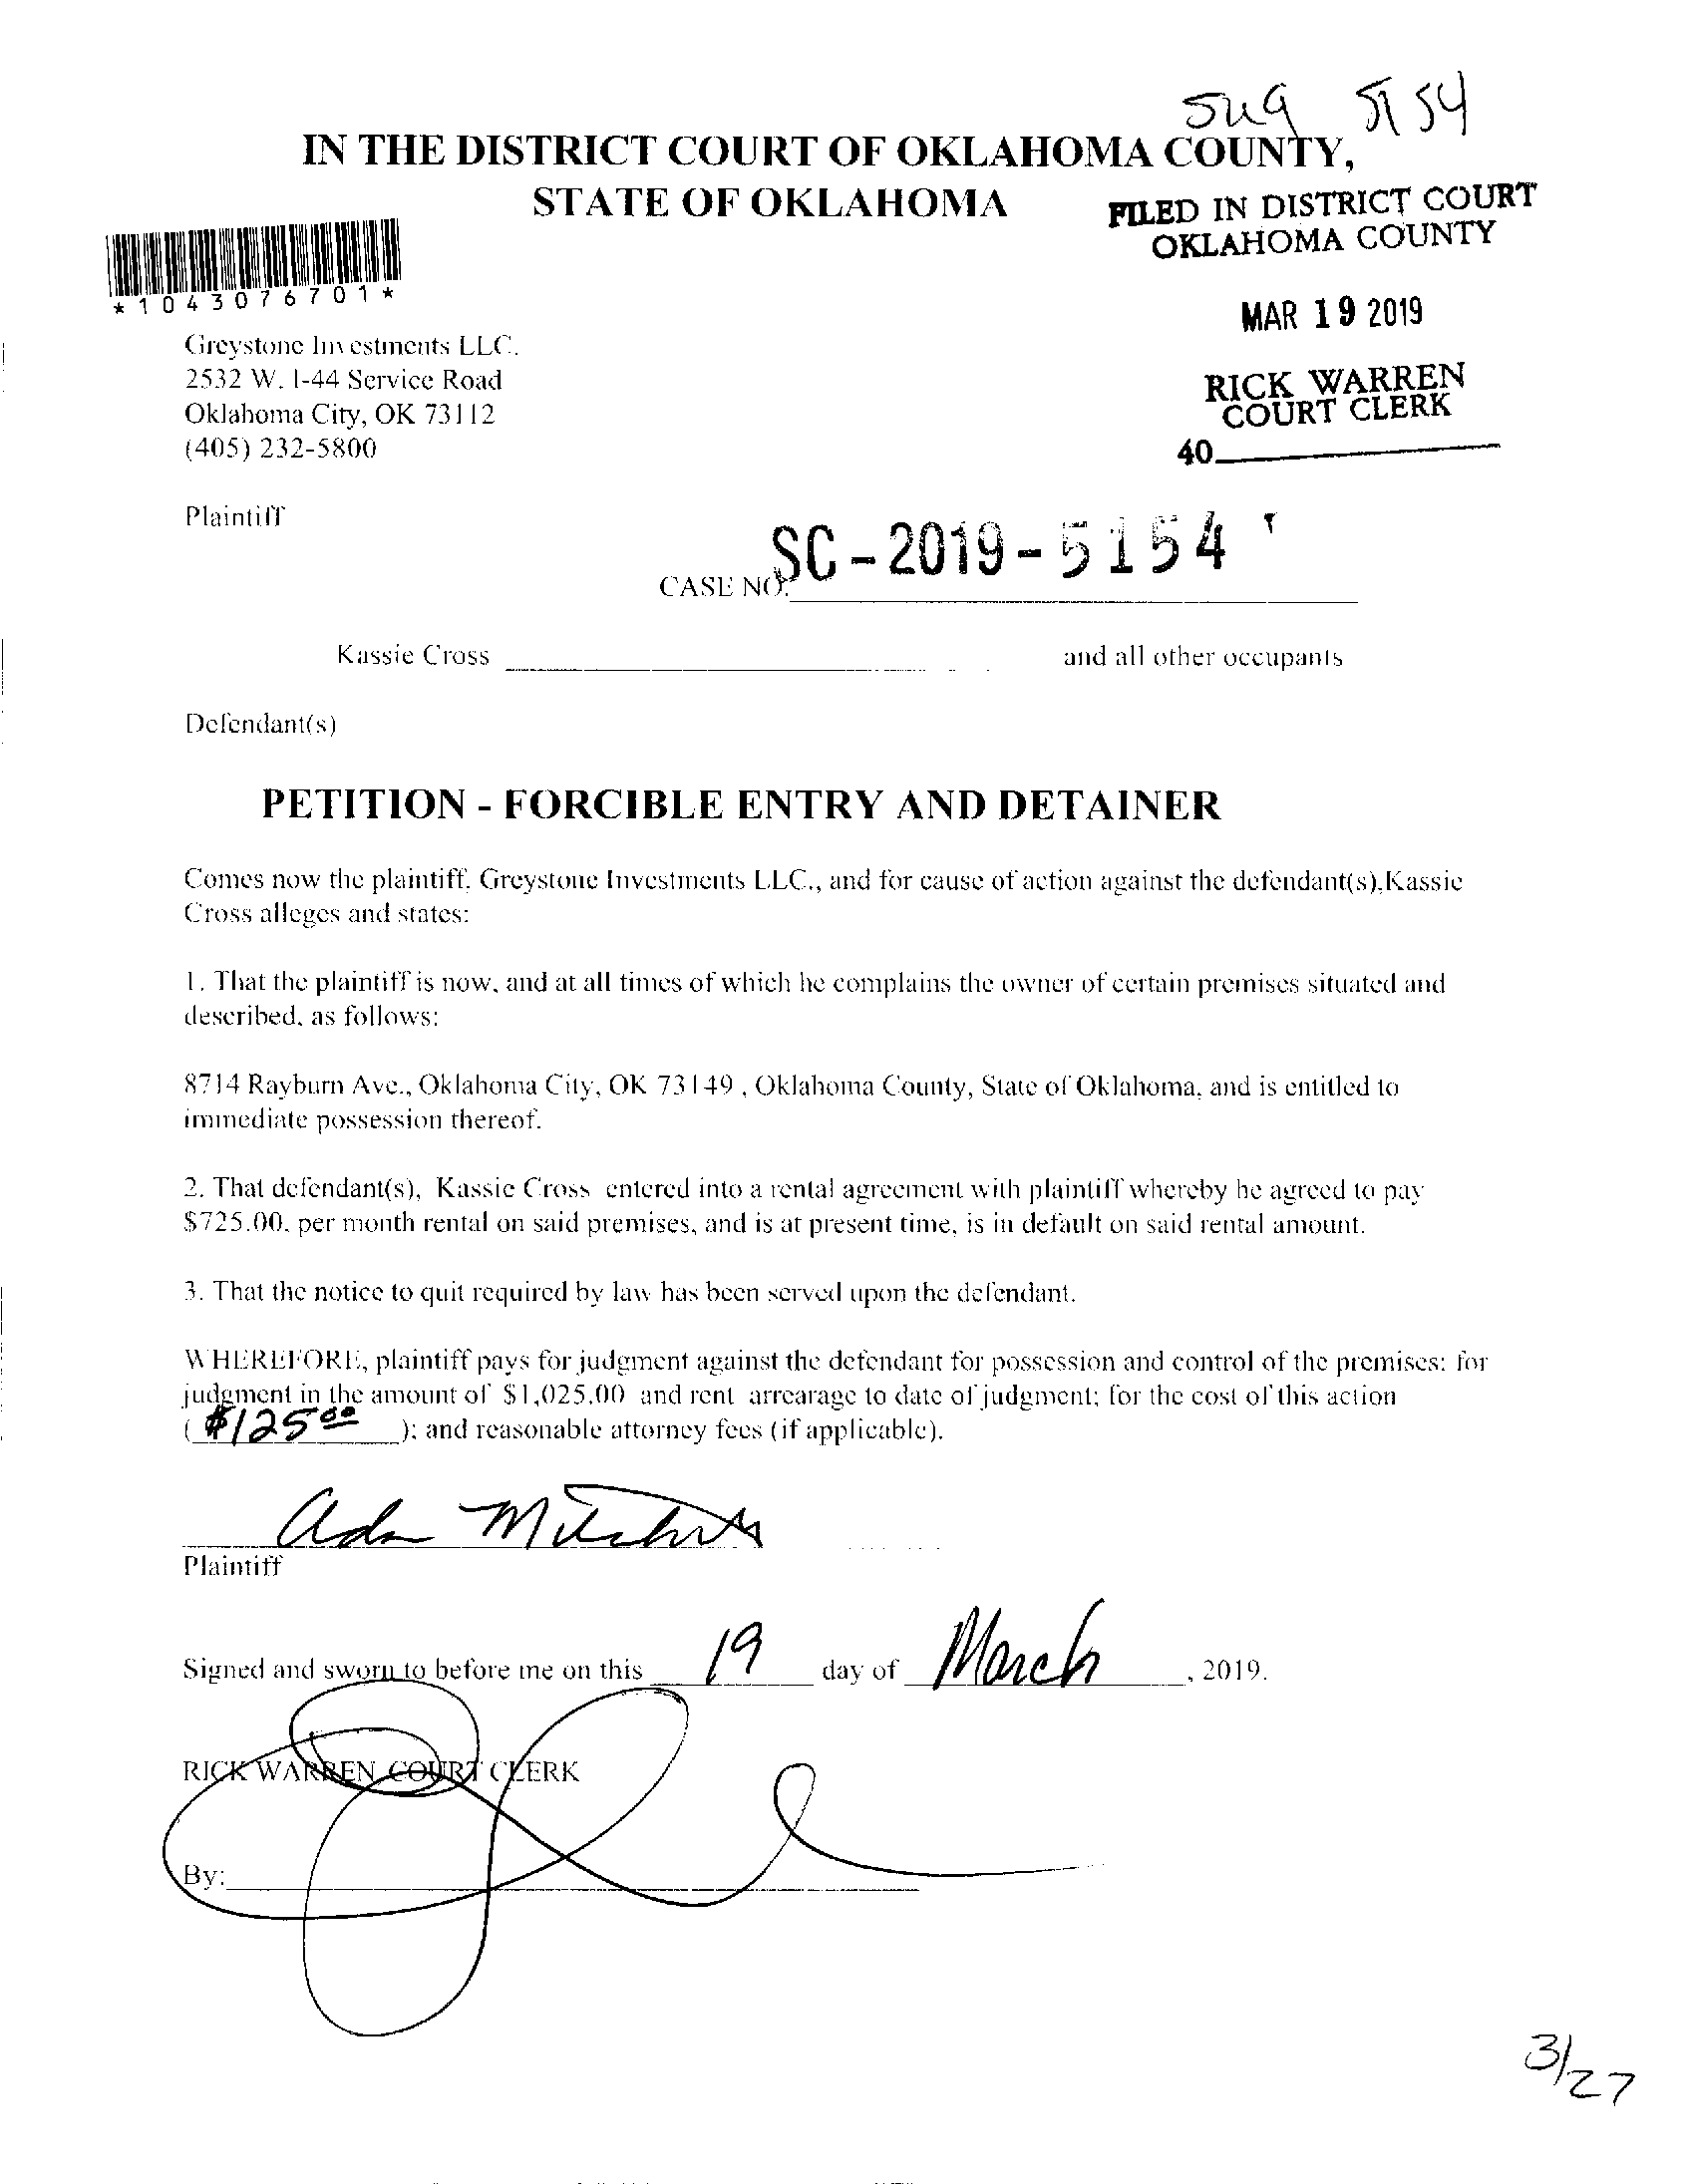 5154
IN THE DISTRICT COURT OF OKLAHOMA COUNTY,
STATE OF OKLAHOMA
FILED IN DISTRICT COURT
OKLAHOMA COUNTY
*1043076701*
MAR 19 2019
Greystone Investments LLC.
2532 W. I-44 Service Road
Oklahoma City, OK 73112
(405) 232-5800
RICK WARREN
COURT CLERK
40
Plaintiff
CASE NO. SC-2019-5154
Kassie Cross and all other occupants
Defendant(s)
PETITION - FORCIBLE ENTRY AND DETAINER
Comes now the plaintiff, Greystone Investments LLC., and for cause of action against the defendant(s),Kassie
Cross alleges and states:
1. That the plaintiff is now, and at all times of which he complains the owner of certain premises situated and
described, as follows:
8714 Rayburn Ave., Oklahoma City, OK 73149 , Oklahoma County, State of Oklahoma, and is entitled to
immediate possession thereof.
2. That defendant(s), Kassie Cross entered into a rental agreement with plaintiff whereby he agreed to pay
$725.00. per month rental on said premises, and is at present time, is in default on said rental amount.
3. That the notice to quit required by law has been served upon the defendant.
WHEREFORE, plaintiff pays for judgment against the defendant for possession and control of the premises: for
judgment in the amount of $1,025.00 and rent arrearage to date of judgment; for the cost of this action
( $125.00 ); and reasonable attorney fees (if applicable).
Plaintiff
Signed and sworn to before me on this 19 day of March, 2019.
RICK WARREN COURT CLERK
By:
3/27